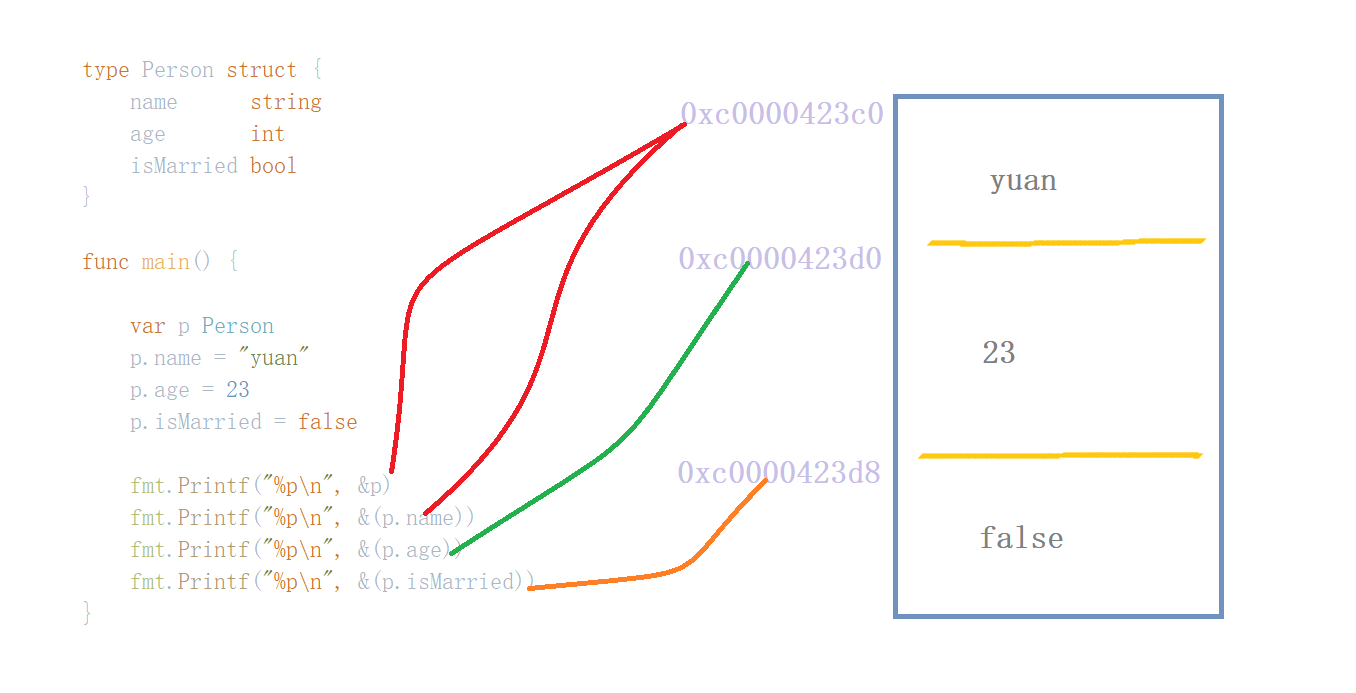 type Person struct {
    name      string
    age       int
    isMarried bool
}
func main() {
    var p Person
    p.name = "yuan"
    p.age = 23
    p.isMarried = false
    fmt.Printf("%p\n", &p)
    fmt.Printf("%p\n", &(p.name))
    fmt.Printf("%p\n", &(p.age))
    fmt.Printf("%p\n", &(p.isMarried))
}
0xc0000423c0
yuan
0xc0000423d0
23
0xc0000423d8
false